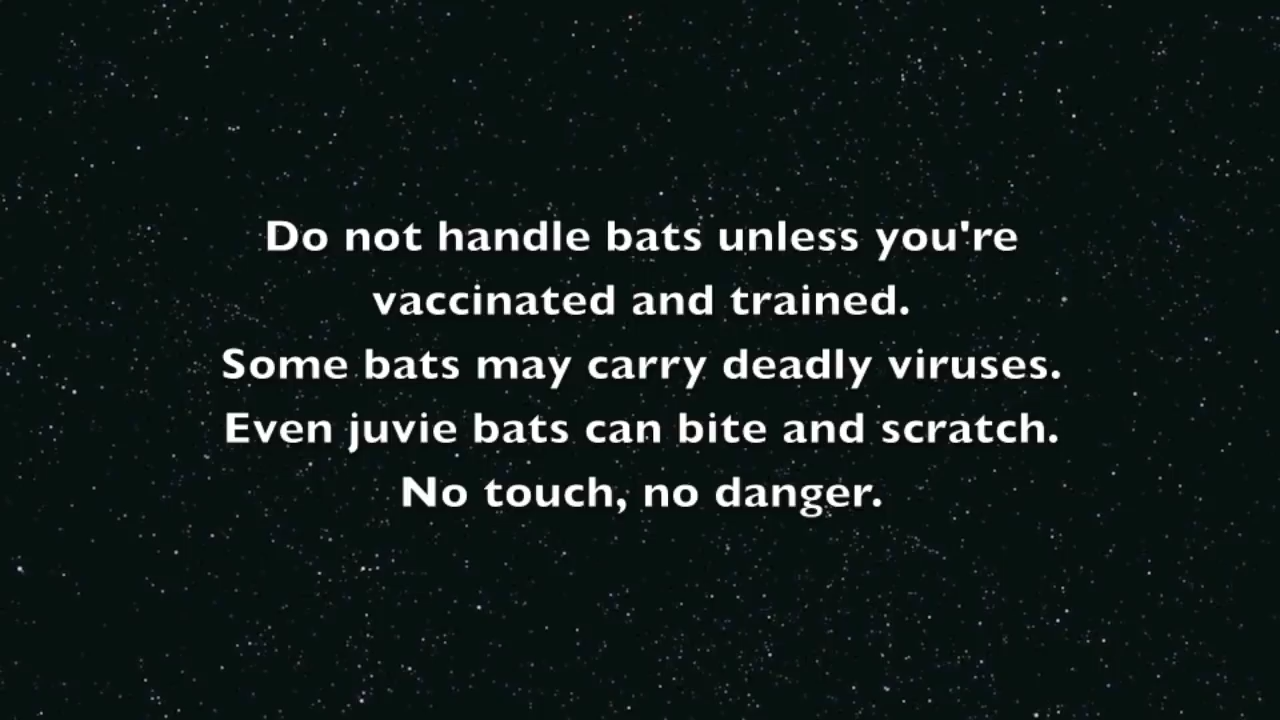 Do not handle bats unless you're
vaccinated and trained.
Some bats may carry deadly viruses.
Even juvie bats can bite and scratch.
No touch, no danger.